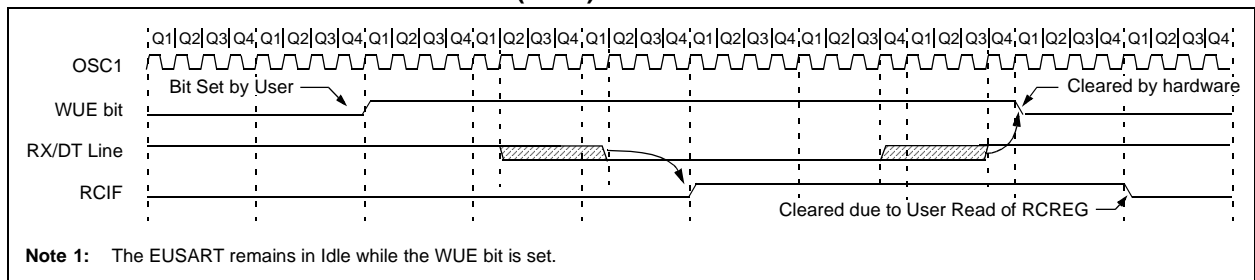 Q1|Q2|Q3|Q4|Q1|Q2|Q3|Q4|Q1|Q2|Q3|Q4|Q1|Q2|Q3|Q4|Q1|Q2|Q3|Q4|Q1|Q2|Q3|Q4|Q1|Q2|Q3|Q4|Q1|Q2|Q3|Q4|Q1|Q2|Q3|Q4|Q1|Q2|Q3|Q4
OSC1
Bit Set by User
Cleared by hardware
WUE bit
RX/DT Line
RCIF
Cleared due to User Read of RCREG
Note 1: The EUSART remains in Idle while the WUE bit is set.